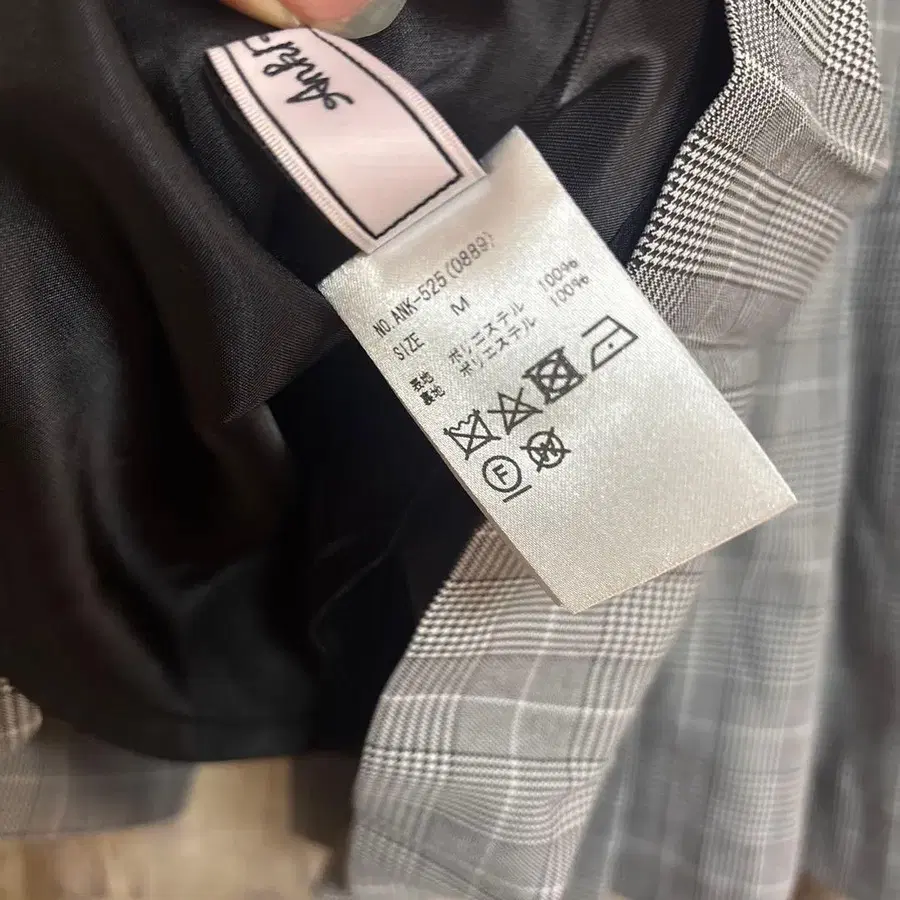 Ank
NO.ANK-525(0889)
SIZE M
表地 ポリエステル 100%
裏地 ポリエステル 100%
F
W